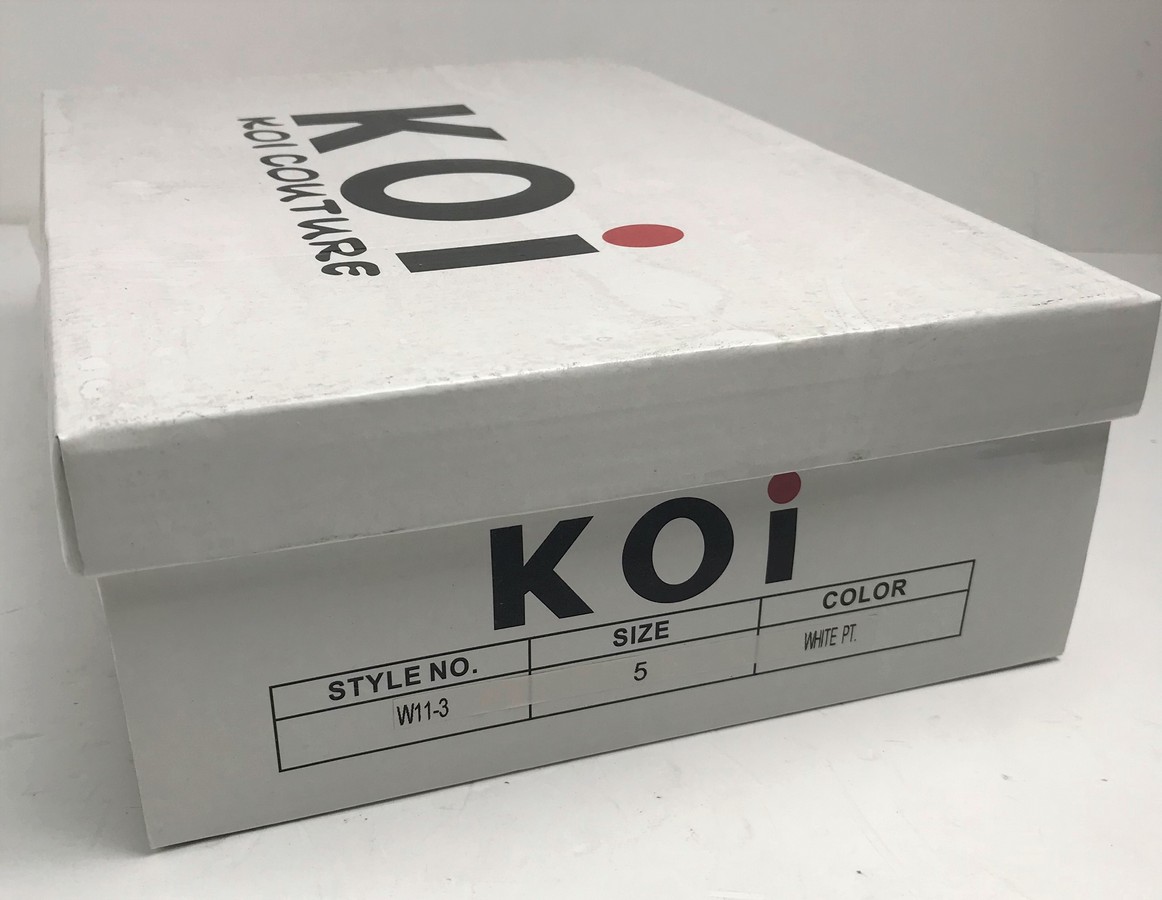 KOi
KOI COUTURE
KOi
STYLE NO. SIZE COLOR
W11-3 5 WHITE PT.